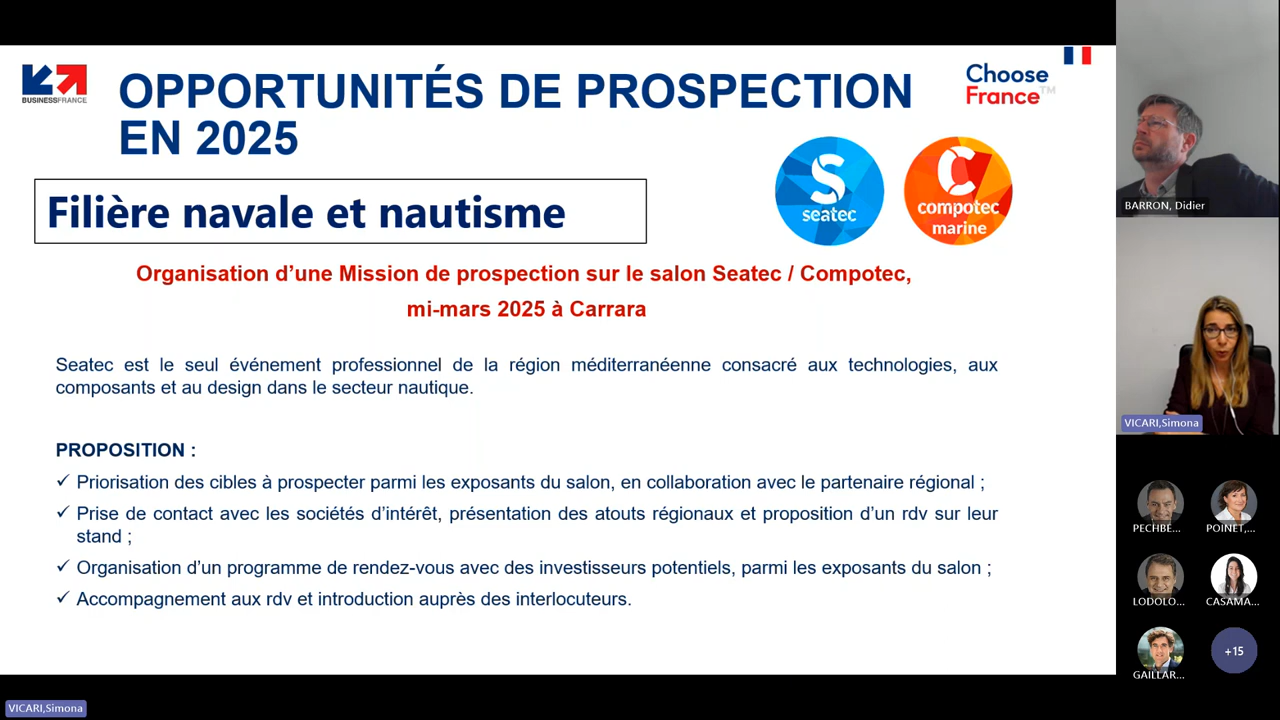 BUSINESSFRANCE
OPPORTUNITÉS DE PROSPECTION
EN 2025
Choose
France™
seatec
compotec
marine
Filière navale et nautisme
Organisation d’une Mission de prospection sur le salon Seatec / Compotec,
mi-mars 2025 à Carrara
Seatec est le seul événement professionnel de la région méditerranéenne consacré aux technologies, aux
composants et au design dans le secteur nautique.
PROPOSITION :
✓ Priorisation des cibles à prospecter parmi les exposants du salon, en collaboration avec le partenaire régional ;
✓ Prise de contact avec les sociétés d’intérêt, présentation des atouts régionaux et proposition d’un rdv sur leur
stand ;
✓ Organisation d’un programme de rendez-vous avec des investisseurs potentiels, parmi les exposants du salon ;
✓ Accompagnement aux rdv et introduction auprès des interlocuteurs.
BARRON, Didier
VICARI,Simona
PECHBE...
POINET,...
LODOLO...
CASAMA...
GAILLAR...
+15
VICARI,Simona